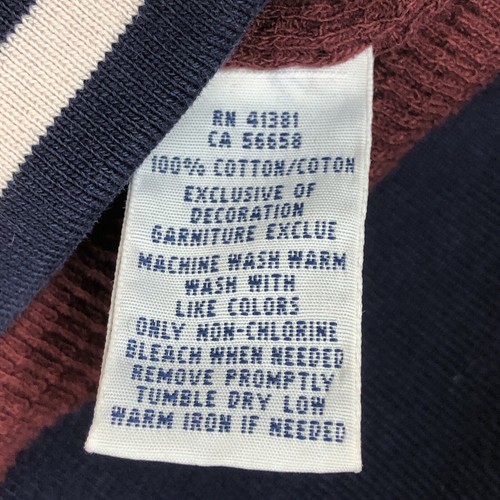 RN 41381
CA 56658
100% COTTON/COTON
EXCLUSIVE OF
DECORATION
GARNITURE EXCLUE
MACHINE WASH WARM
WASH WITH
LIKE COLORS
ONLY NON-CHLORINE
BLEACH WHEN NEEDED
REMOVE PROMPTLY
TUMBLE DRY LOW
WARM IRON IF NEEDED